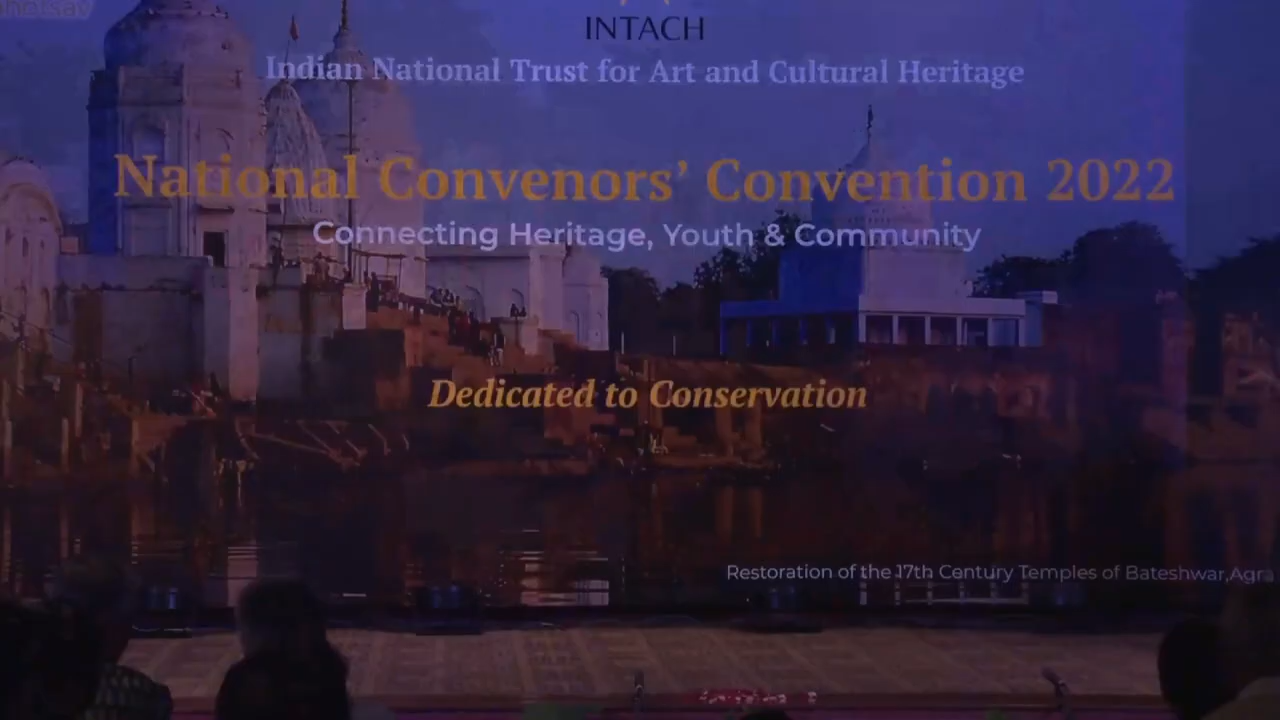 INTACH
Indian National Trust for Art and Cultural Heritage
National Convenors’ Convention 2022
Connecting Heritage, Youth & Community
Dedicated to Conservation
Restoration of the 17th Century Temples of Bateshwar,Agra